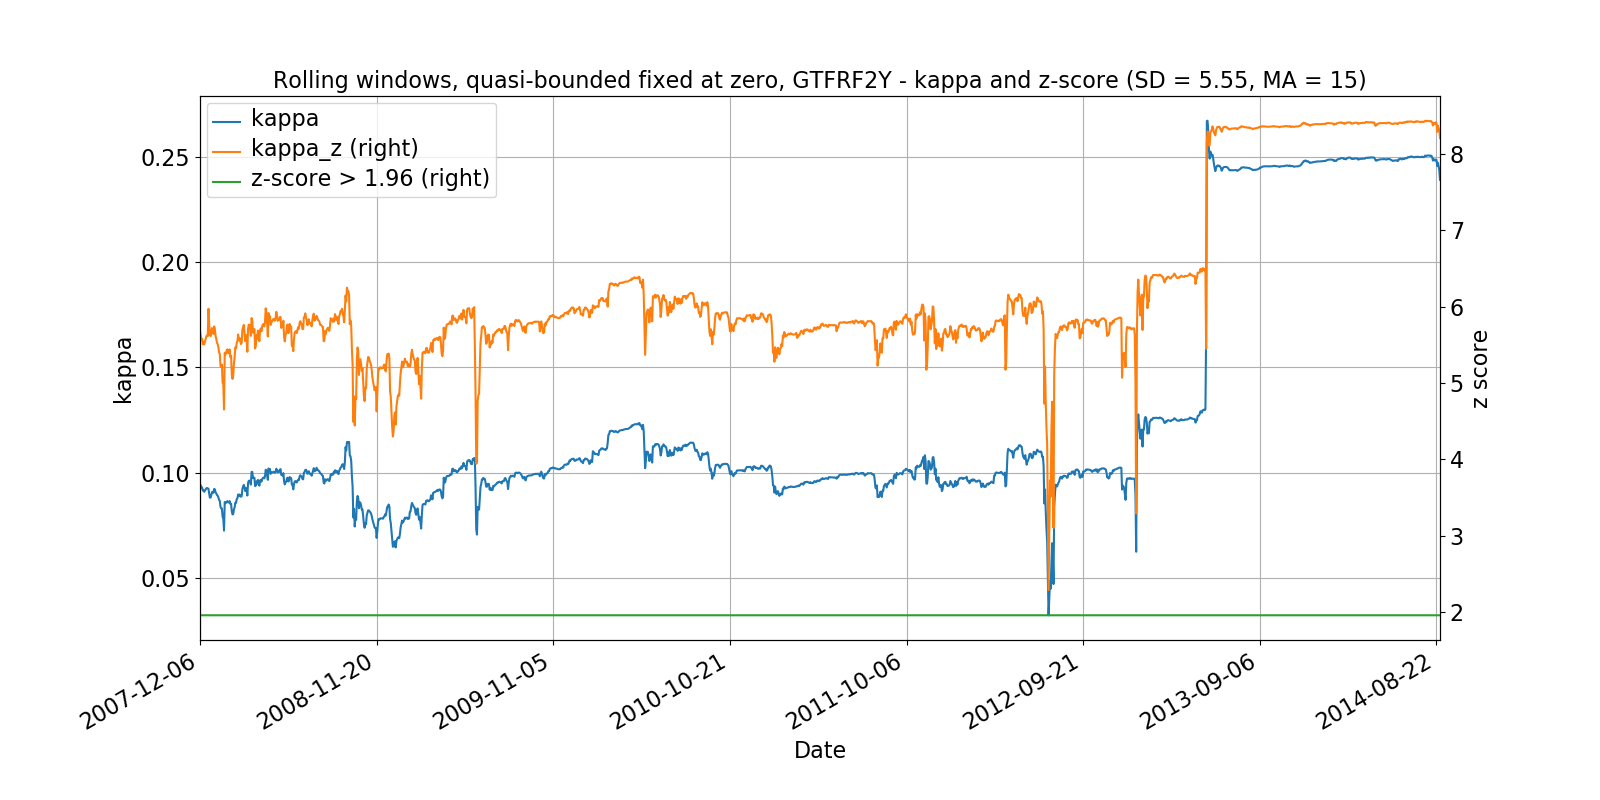 Rolling windows, quasi-bounded fixed at zero, GTFRF2Y - kappa and z-score (SD = 5.55, MA = 15)
kappa
kappa_z (right)
z-score > 1.96 (right)
0.25
0.20
0.15
0.10
0.05
kappa
8
7
6
5
4
3
2
z score
2007-12-06
2008-11-20
2009-11-05
2010-10-21
2011-10-06
2012-09-21
2013-09-06
2014-08-22
Date